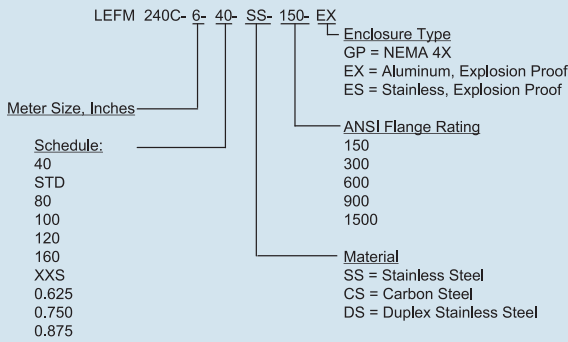 LEFM 240C- 6- 40- SS- 150- EX
Enclosure Type
GP = NEMA 4X
EX = Aluminum, Explosion Proof
ES = Stainless, Explosion Proof
Meter Size, Inches
ANSI Flange Rating
150
300
600
900
1500
Schedule:
40
STD
80
100
120
160
XXS
0.625
0.750
0.875
Material
SS = Stainless Steel
CS = Carbon Steel
DS = Duplex Stainless Steel